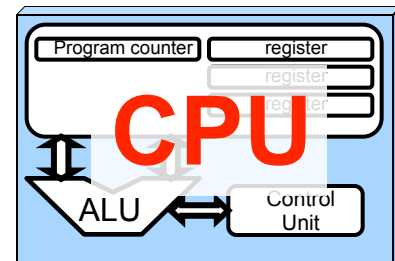 Program counter
register
register
register
CPU
ALU
Control
Unit